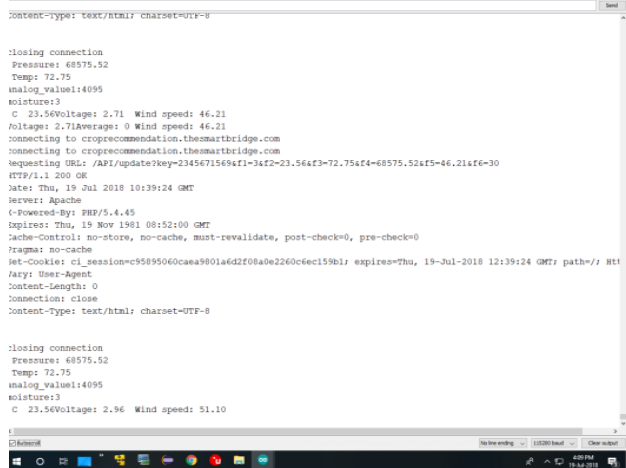 Send
Content-Type: text/html; charset=UTF-8
closing connection
Pressure: 68575.52
Temp: 72.75
analog_value1:4095
moisture:3
C  23.56Voltage: 2.71  Wind speed: 46.21
Voltage: 2.71Average: 0 Wind speed: 46.21
connecting to croprecommendation.thesmartbridge.com
connecting to croprecommendation.thesmartbridge.com
Requesting URL: /API/update?key=2345671569&f1=3&f2=23.56&f3=72.75&f4=68575.52&f5=46.21&f6=30
HTTP/1.1 200 OK
Date: Thu, 19 Jul 2018 10:39:24 GMT
Server: Apache
X-Powered-By: PHP/5.4.45
Expires: Thu, 19 Nov 1981 08:52:00 GMT
Cache-Control: no-store, no-cache, must-revalidate, post-check=0, pre-check=0
Pragma: no-cache
Set-Cookie: ci_session=c95895060caea9801a6d2f08a0e2260c6ec159b1; expires=Thu, 19-Jul-2018 12:39:24 GMT; path=/; Htt
Vary: User-Agent
Content-Length: 0
Connection: close
Content-Type: text/html; charset=UTF-8
closing connection
Pressure: 68575.52
Temp: 72.75
analog_value1:4095
moisture:3
C  23.56Voltage: 2.96  Wind speed: 51.10
Autoscroll No line ending 115200 baud Clear output
4:09 PM
19-Jul-2018